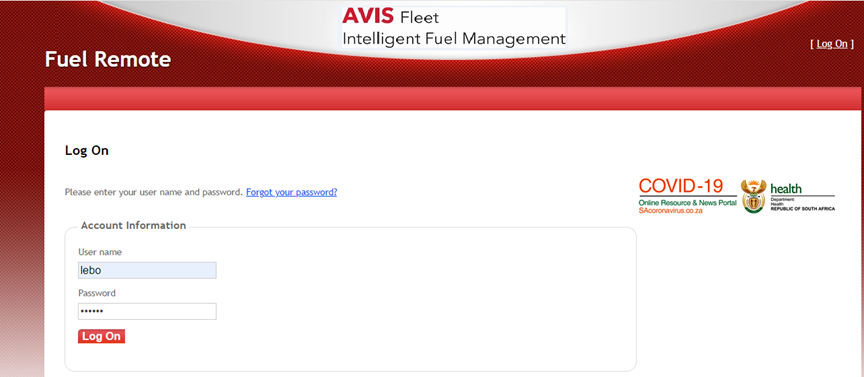 AVIS Fleet
Intelligent Fuel Management
[ Log On ]
Fuel Remote
Log On
Please enter your user name and password. Forgot your password?
COVID-19
Online Resource & News Portal
SAcoronavirus.co.za
health
Department:
Health
REPUBLIC OF SOUTH AFRICA
Account Information
User name
lebo
Password
••••••
Log On